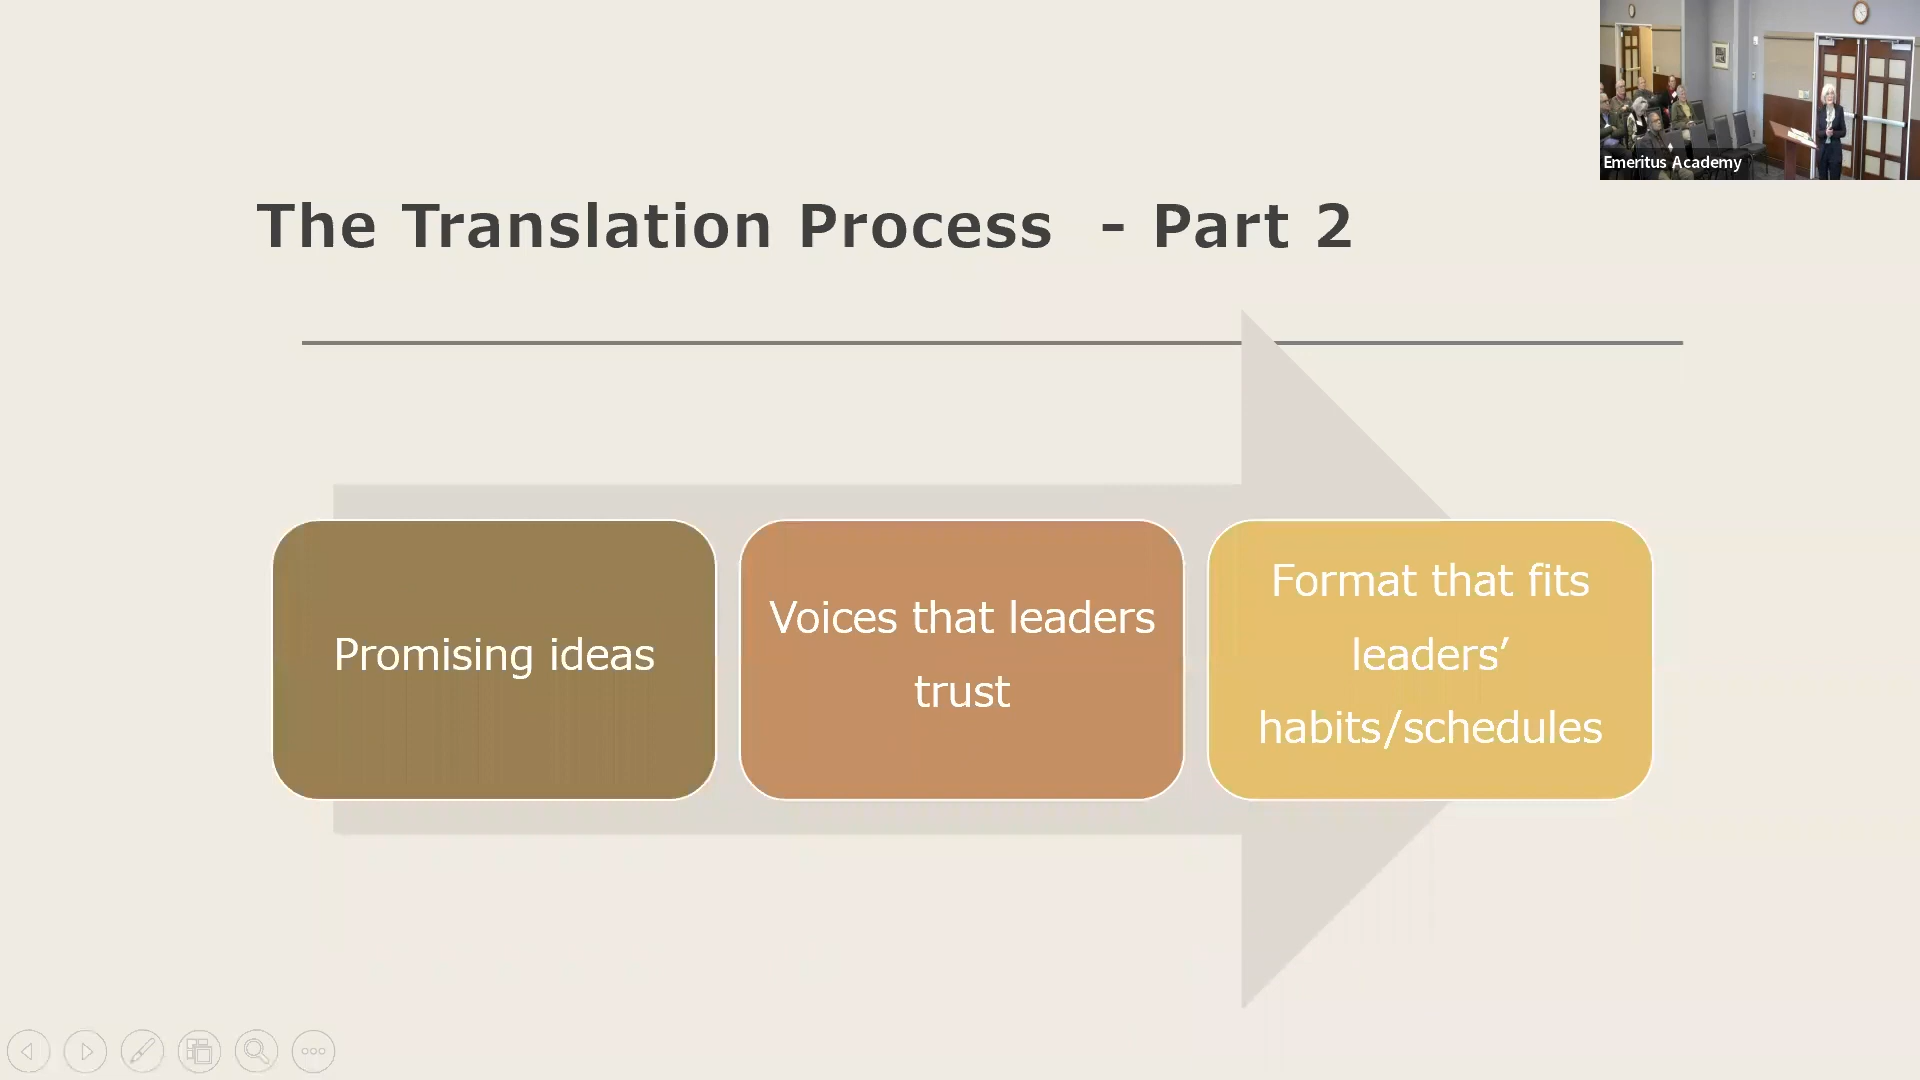 Emeritus Academy
The Translation Process - Part 2
Promising ideas
Voices that leaders
trust
Format that fits
leaders’
habits/schedules